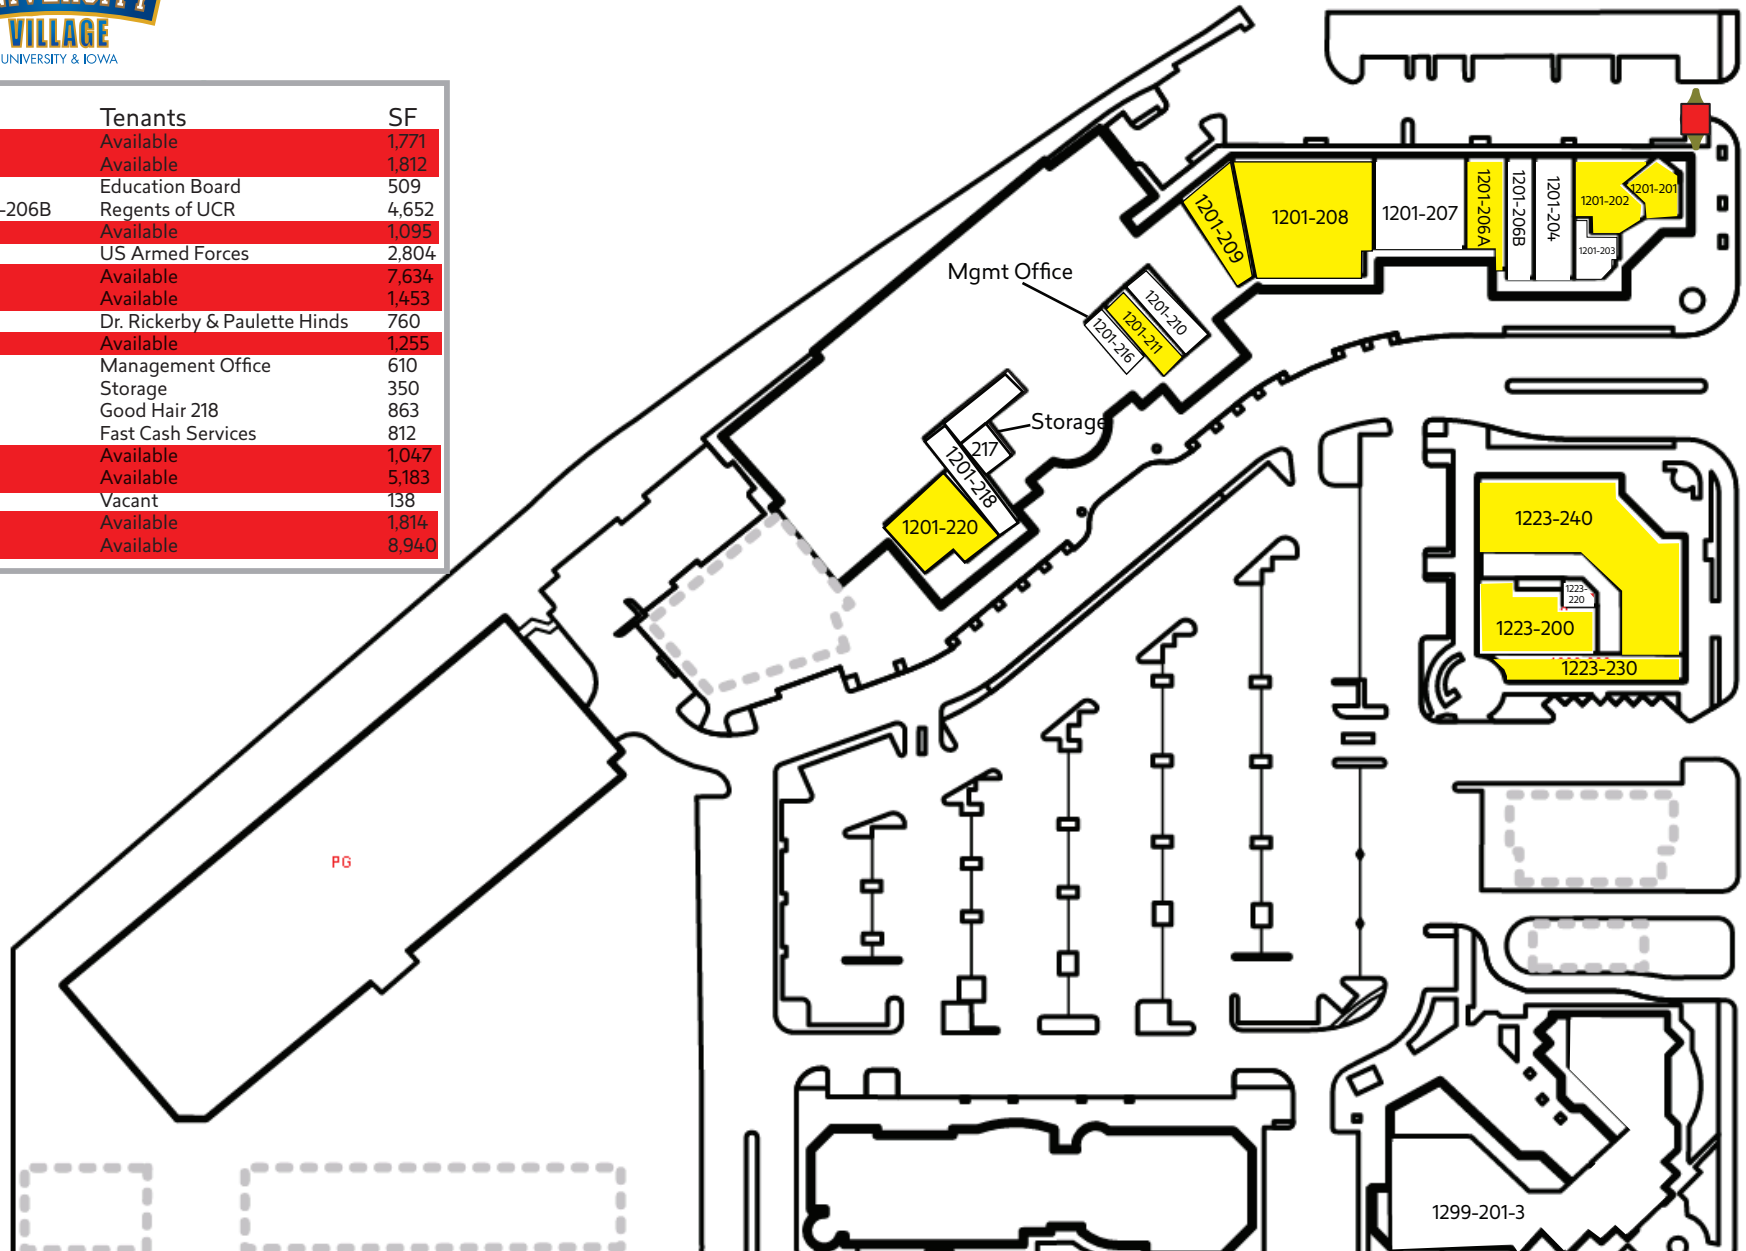 VILLAGE
UNIVERSITY & IOWA
Tenants SF
Available 1,771
Available 1,812
Education Board 509
-206B Regents of UCR 4,652
Available 1,095
US Armed Forces 2,804
Available 7,634
Available 1,453
Dr. Rickerby & Paulette Hinds 760
Available 1,255
Management Office 610
Storage 350
Good Hair 218 863
Fast Cash Services 812
Available 1,047
Available 5,183
Vacant 138
Available 1,814
Available 8,940
1201-209
1201-208
1201-207
1201-206A
1201-206B
1201-204
1201-202
1201-201
1201-203
Mgmt Office
1201-210
1201-211
1201-216
Storage
217
1201-218
1201-220
1223-240
1223-
220
1223-200
1223-230
PG
1299-201-3